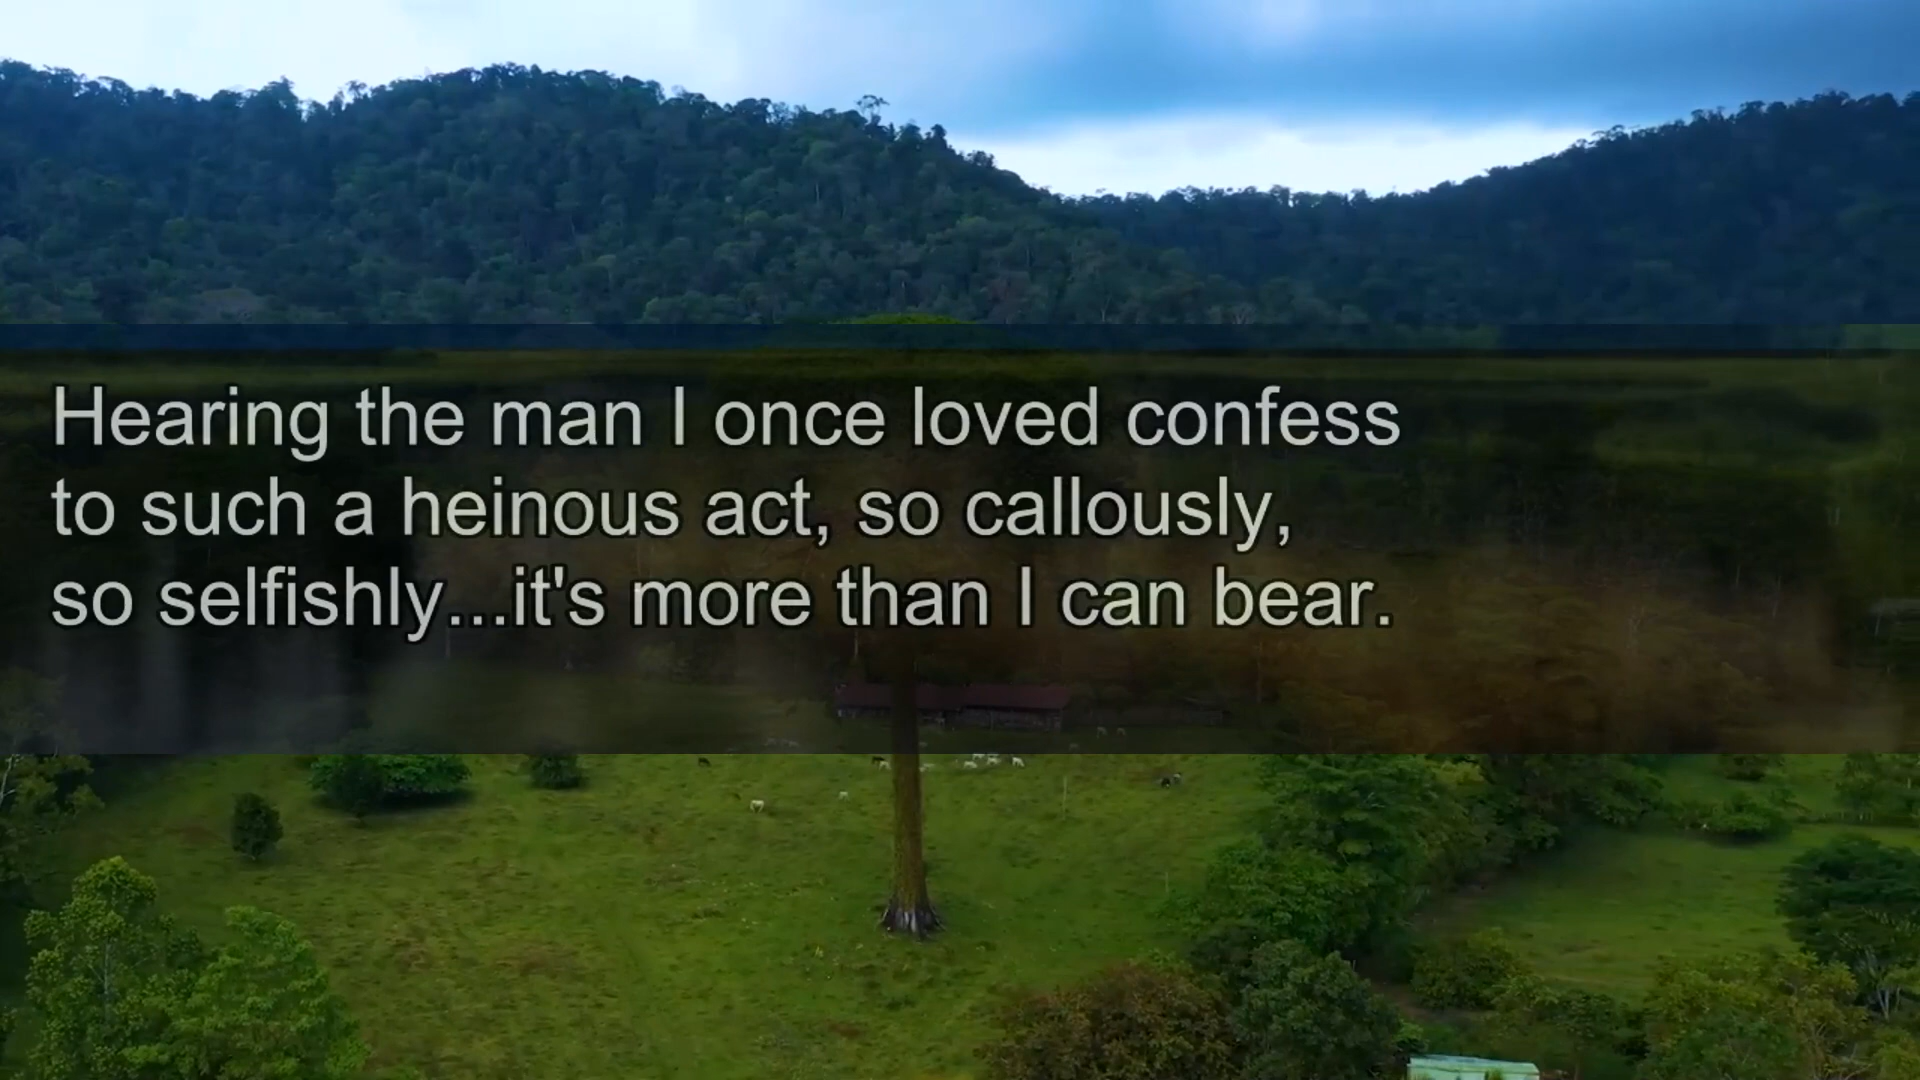 Hearing the man I once loved confess
to such a heinous act, so callously,
so selfishly...it's more than I can bear.